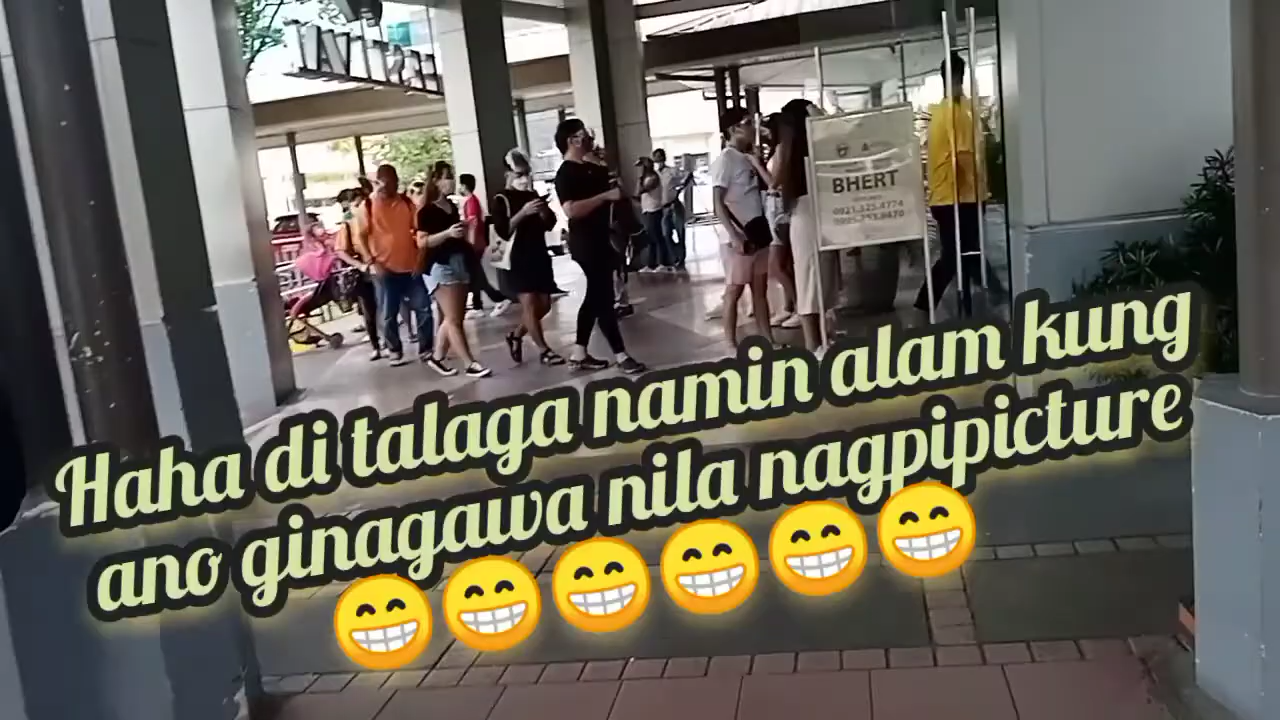 BHERT
Haha di talaga namin alam kung
ano ginagawa nila nagpipicture
😁😁😁😁😁😁